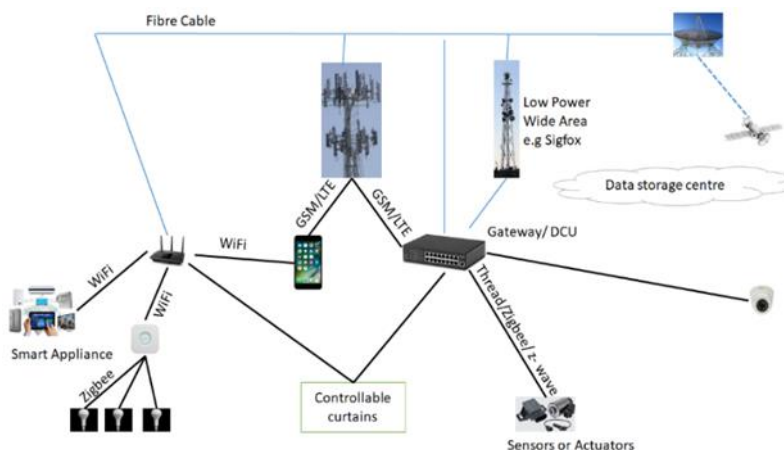 Fibre Cable
Low Power
Wide Area
e.g Sigfox
Data storage centre
GSM/LTE
GSM/LTE
Gateway/ DCU
WiFi
WiFi
WiFi
Thread/Zigbee/ z- wave
Smart Appliance
Zigbee
Controllable
curtains
Sensors or Actuators